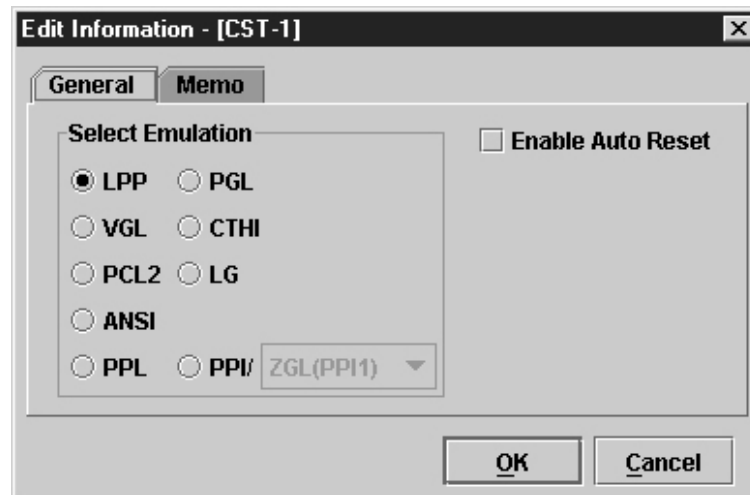 Edit Information - [CST-1]
General Memo
Select Emulation
Enable Auto Reset
LPP PGL
VGL CTHI
PCL2 LG
ANSI
PPL PPI/ ZGL(PPI1)
OK Cancel